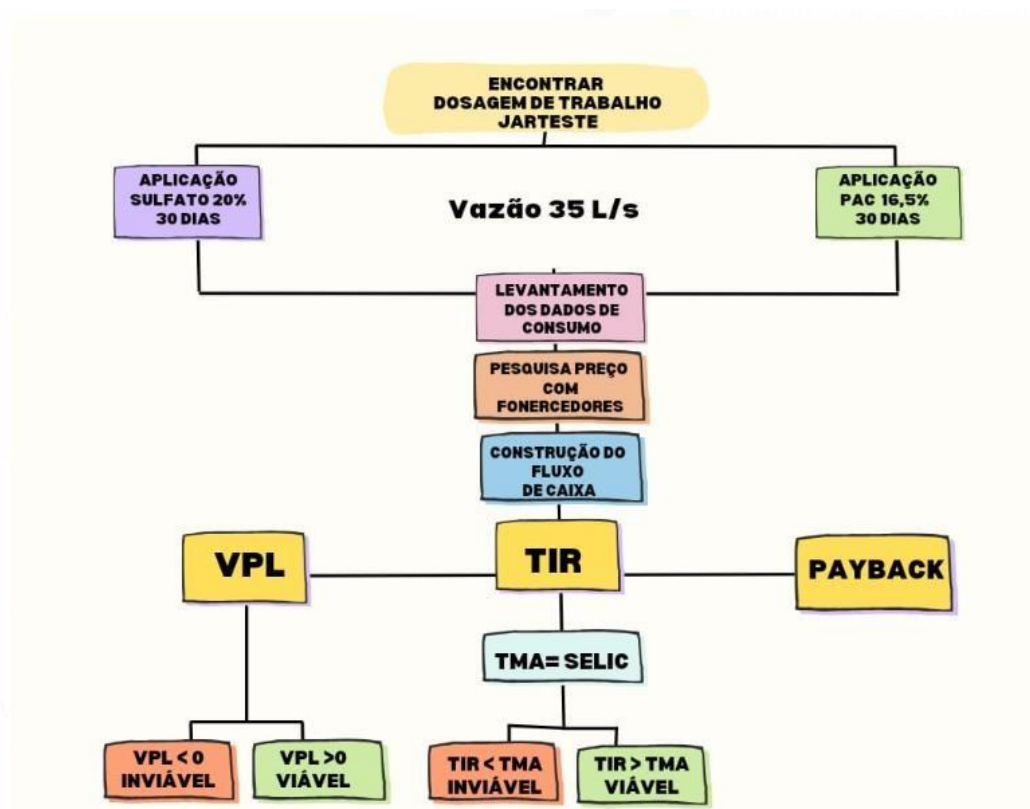 ENCONTRAR
DOSAGEM DE TRABALHO
JARTESTE
APLICAÇÃO
SULFATO 20%
30 DIAS
Vazão 35 L/s
APLICAÇÃO
PAC 16,5%
30 DIAS
LEVANTAMENTO
DOS DADOS DE
CONSUMO
PESQUISA PREÇO
COM
FONERCEDORES
CONSTRUÇÃO DO
FLUXO
DE CAIXA
VPL
TIR
PAYBACK
TMA= SELIC
VPL < 0
INVIÁVEL
VPL >0
VIÁVEL
TIR < TMA
INVIÁVEL
TIR > TMA
VIÁVEL